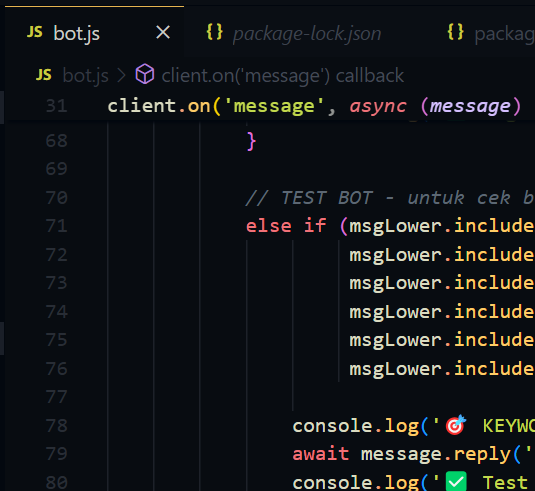 JS bot.js × {} package-lock.json {} packag
JS bot.js > client.on('message') callback
31 client.on('message', async (message)
68 }
69
70 // TEST BOT - untuk cek b
71 else if (msgLower.include
72 msgLower.include
73 msgLower.include
74 msgLower.include
75 msgLower.include
76 msgLower.include
77
78 console.log('🎯 KEYWO
79 await message.reply('
80 console.log('✅ Test